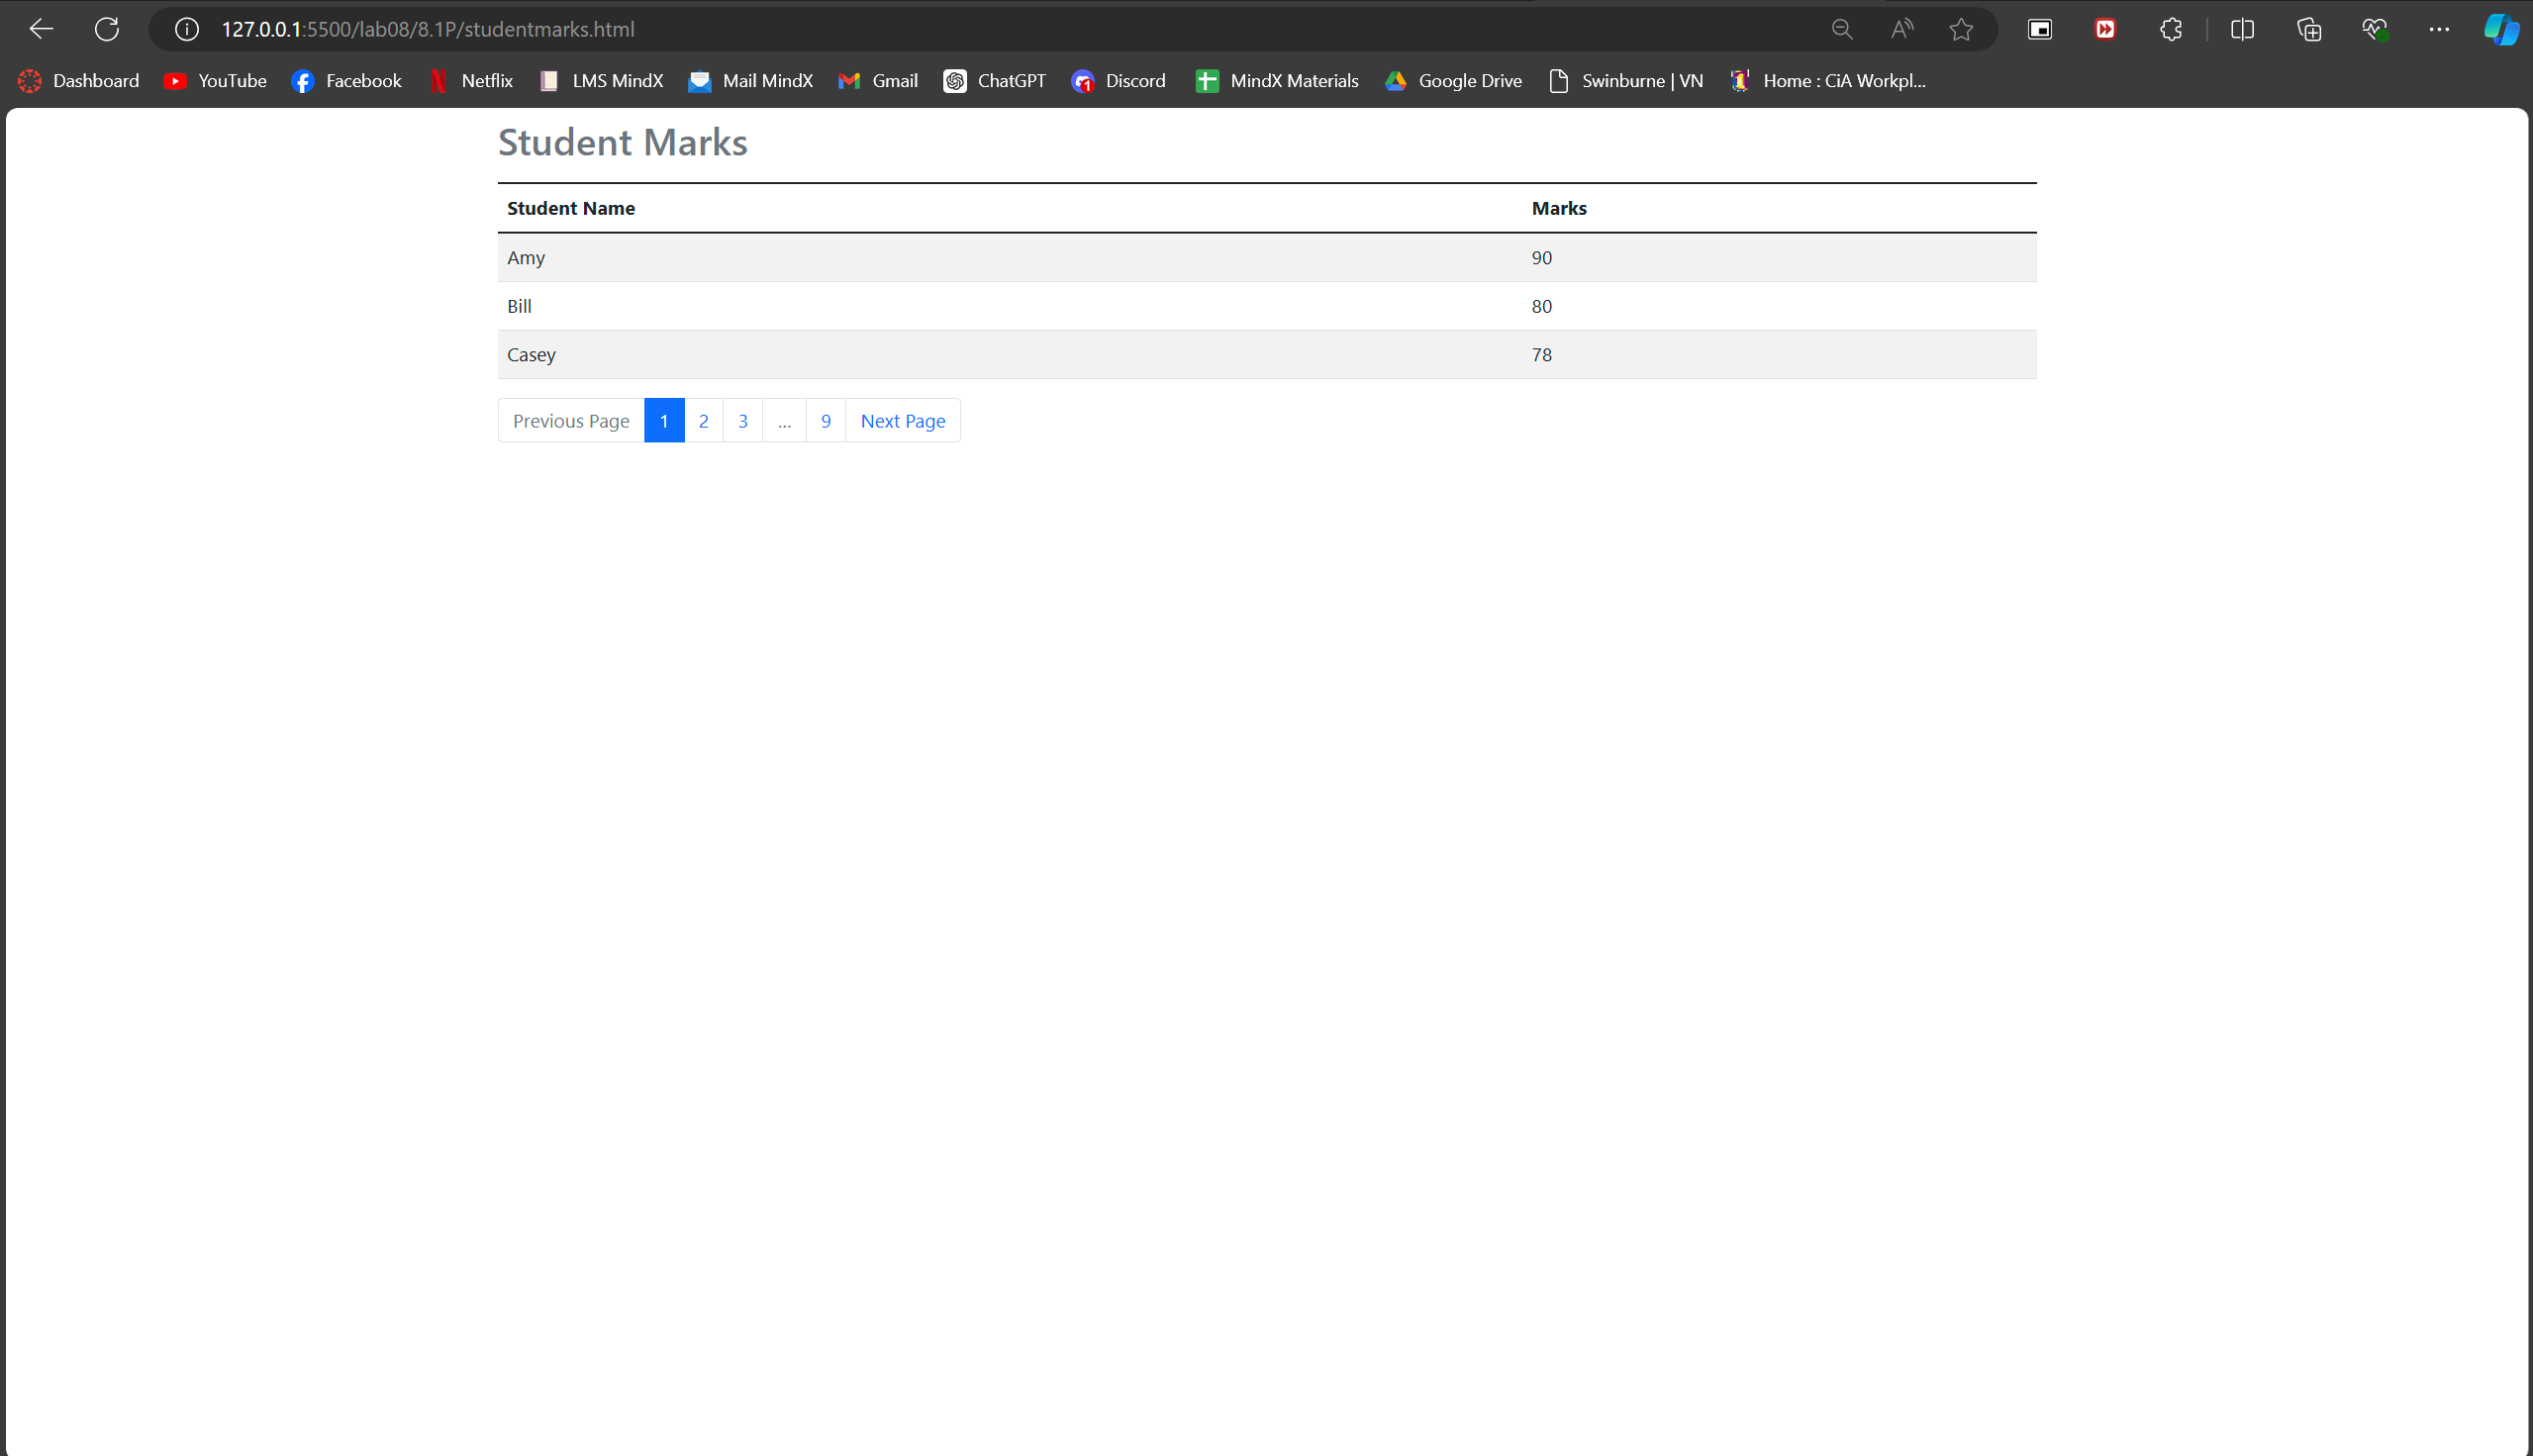 127.0.0.1:5500/lab08/8.1P/studentmarks.html
Dashboard YouTube Facebook Netflix LMS MindX Mail MindX Gmail ChatGPT 1 Discord MindX Materials Google Drive Swinburne | VN Home : CiA Workpl...
Student Marks
Student Name Marks
Amy 90
Bill 80
Casey 78
Previous Page 1 2 3 ... 9 Next Page